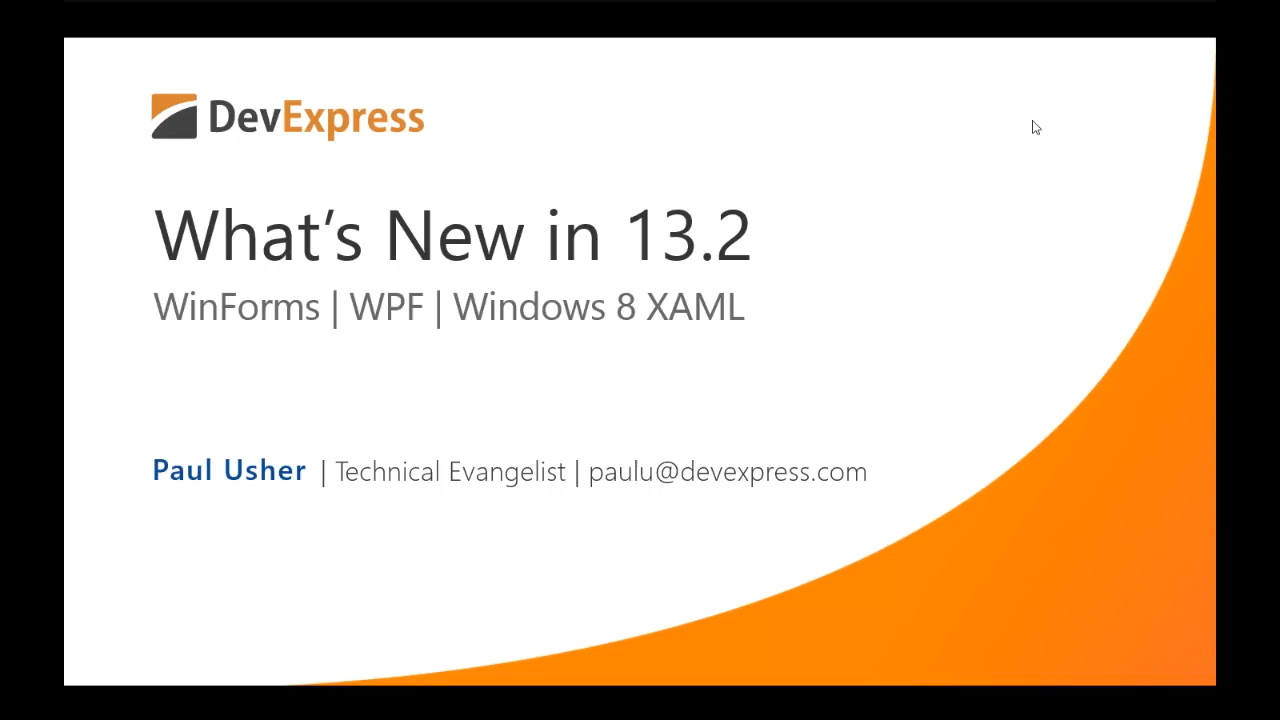 DevExpress
What's New in 13.2
WinForms | WPF | Windows 8 XAML
Paul Usher | Technical Evangelist | paulu@devexpress.com